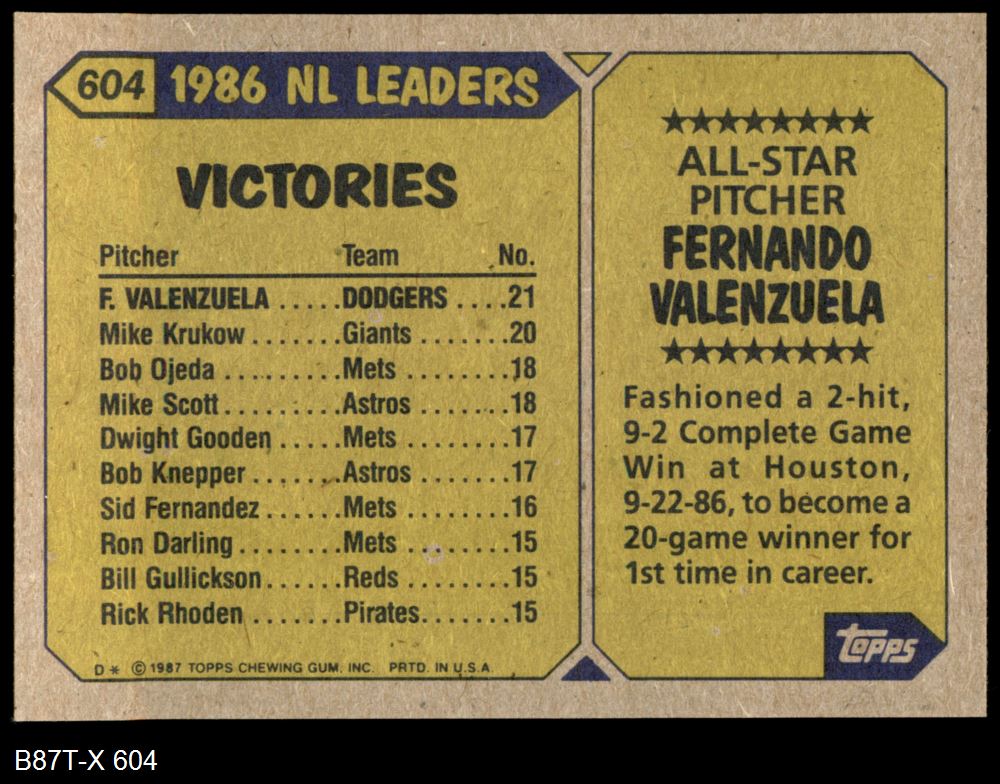 604 1986 NL LEADERS
VICTORIES
Pitcher Team No.
F. VALENZUELA .....DODGERS ....21
Mike Krukow .......Giants .......20
Bob Ojeda .........Mets ........18
Mike Scott.........Astros .......18
Dwight Gooden .....Mets ........17
Bob Knepper .......Astros .......17
Sid Fernandez ......Mets ........16
Ron Darling ........Mets ........15
Bill Gullickson......Reds ........15
Rick Rhoden .......Pirates.......15
D * © 1987 TOPPS CHEWING GUM, INC. PRTD. IN U.S.A.
★★★★★★★★
ALL-STAR
PITCHER
FERNANDO
VALENZUELA
★★★★★★★★
Fashioned a 2-hit,
9-2 Complete Game
Win at Houston,
9-22-86, to become a
20-game winner for
1st time in career.
topps
B87T-X 604